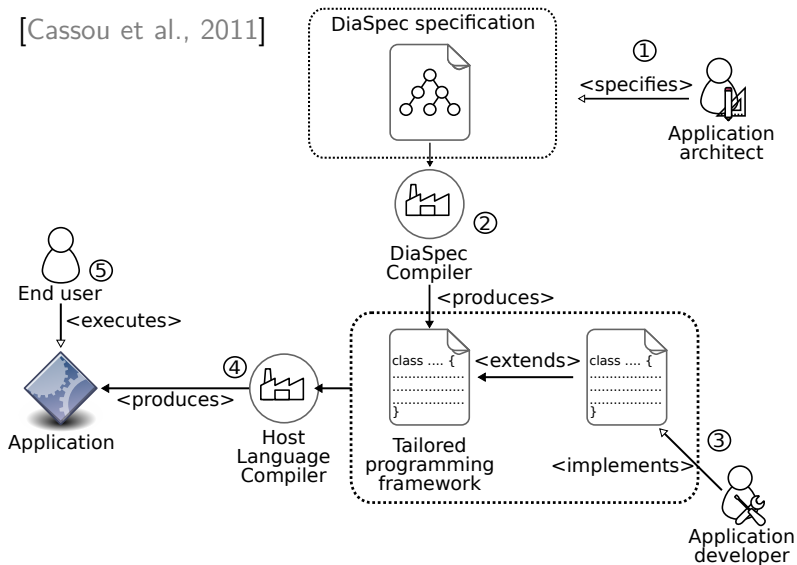 [Cassou et al., 2011]
DiaSpec specification
①
<specifies>
Application
architect
②
DiaSpec
Compiler
<produces>
⑤
End user
<executes>
④
<produces>
Application
Host
Language
Compiler
class .... {
..................
..................
..................
}
<extends>
class .... {
..................
..................
..................
}
Tailored
programming
framework
③
<implements>
Application
developer